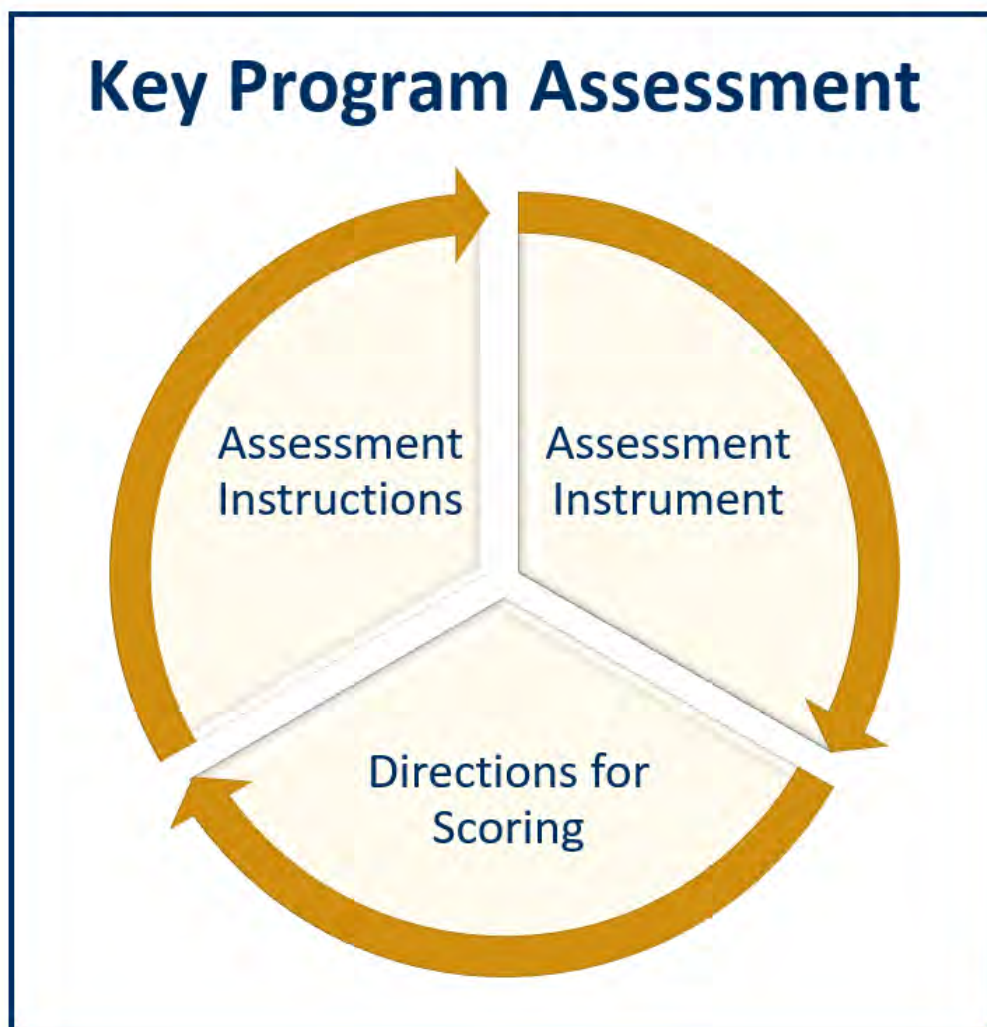 Key Program Assessment
Assessment
Instructions
Assessment
Instrument
Directions for
Scoring